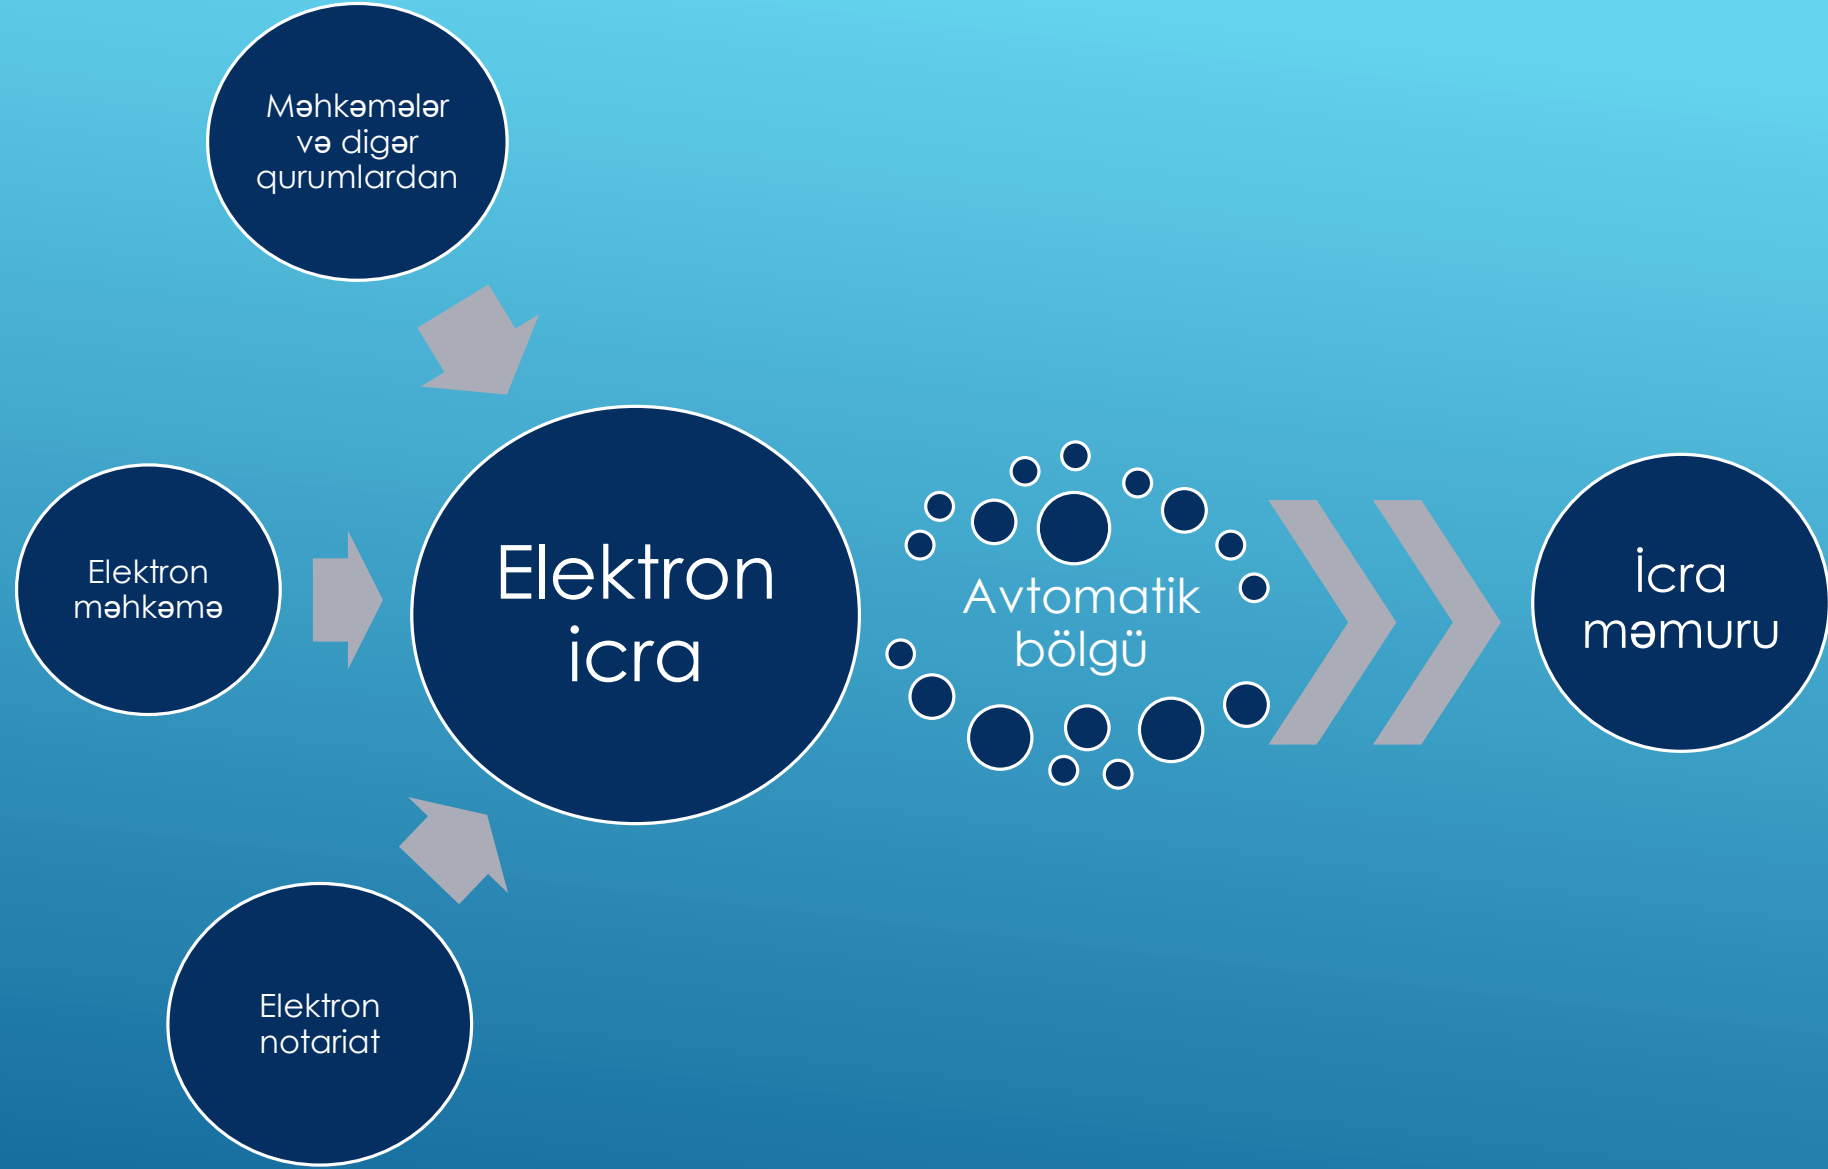 Məhkəmələr
və digər
qurumlardan
Elektron
məhkəmə
Elektron
notariat
Elektron
icra
Avtomatik
bölgü
İcra
məmuru